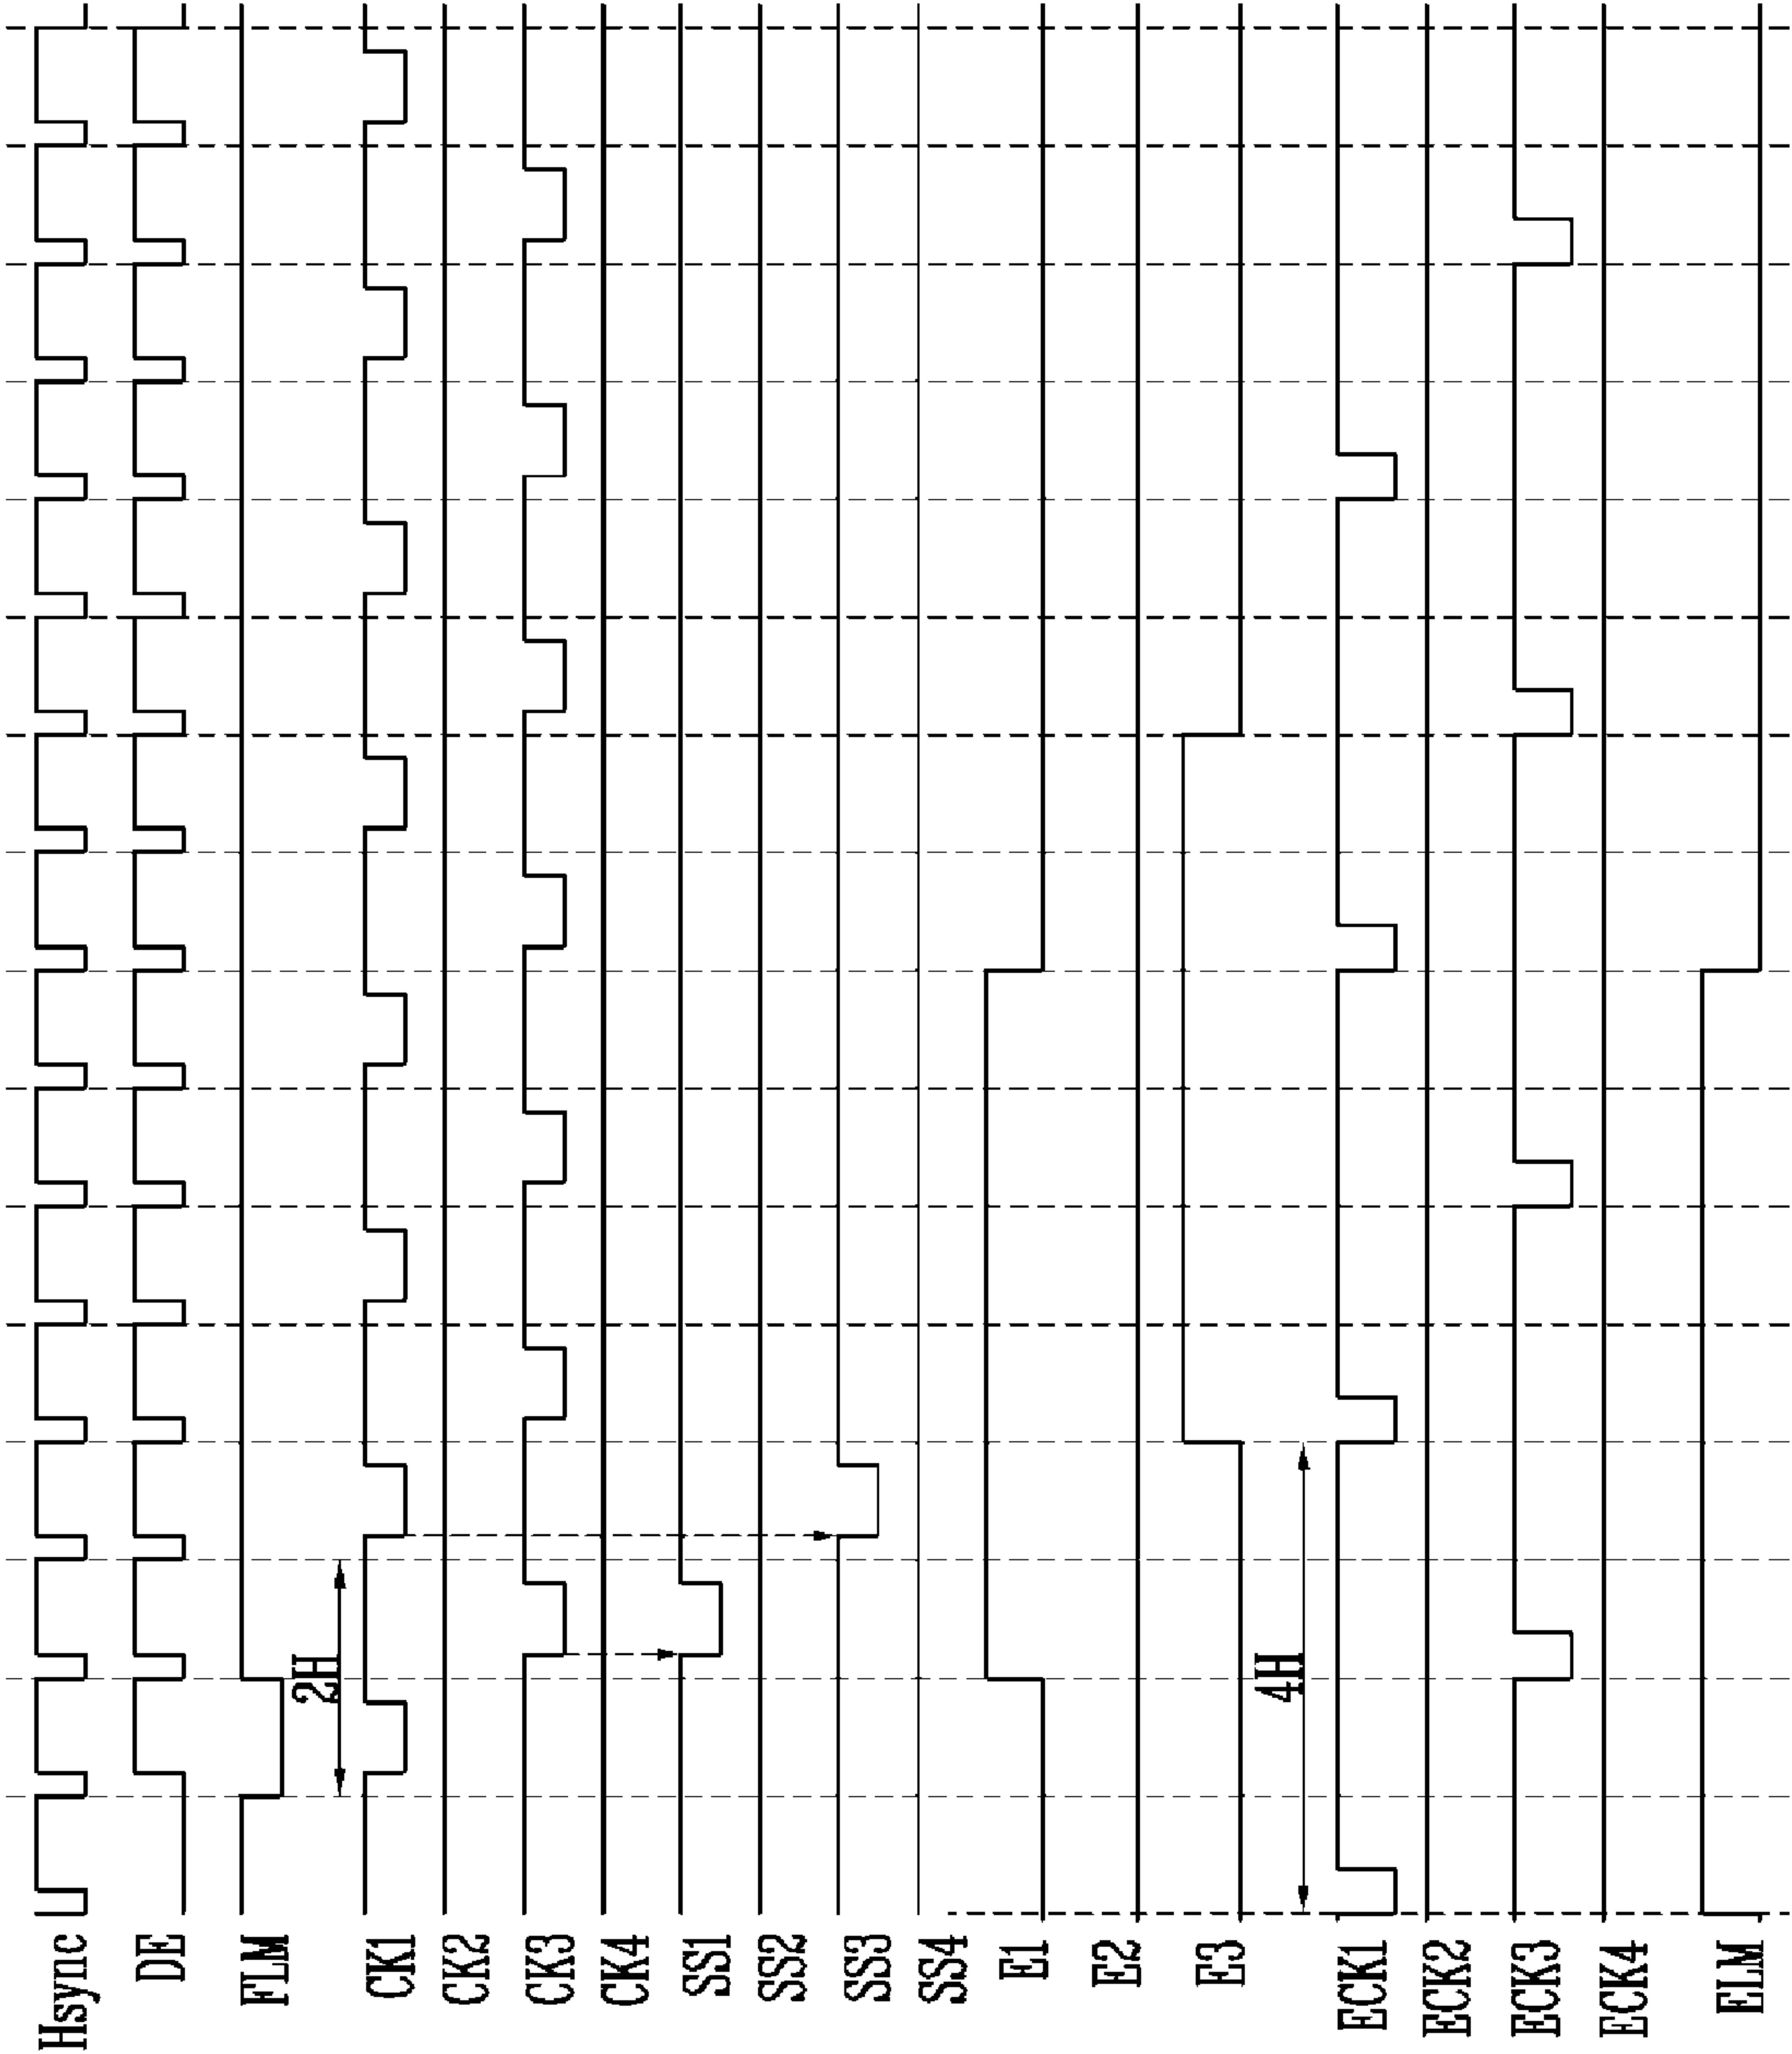 Hsync
DE
FLM
2H
CK1
CK2
CK3
CK4
SS1
SS2
SS3
SS4
E1
E2
E3
4H
ECK1
ECK2
ECK3
ECK4
ELM